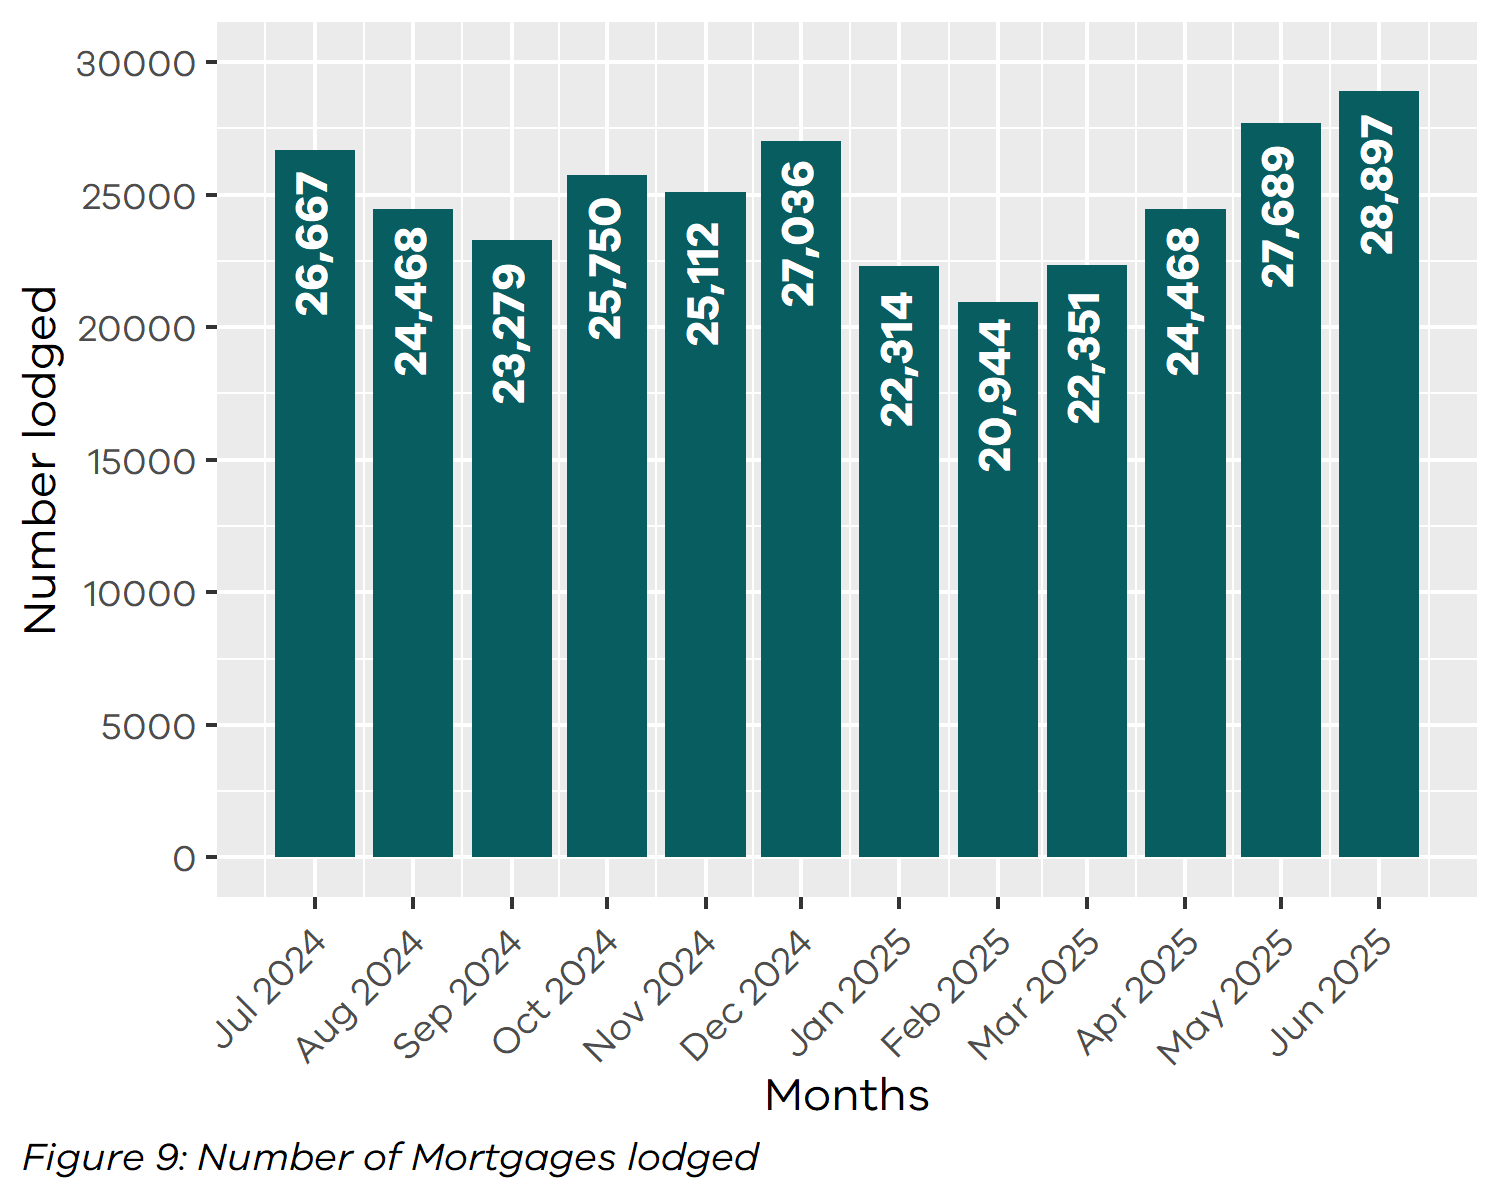 30000
25000
20000
15000
10000
5000
0
Number lodged
26,667
24,468
23,279
25,750
25,112
27,036
22,314
20,944
22,351
24,468
27,689
28,897
Jul 2024
Aug 2024
Sep 2024
Oct 2024
Nov 2024
Dec 2024
Jan 2025
Feb 2025
Mar 2025
Apr 2025
May 2025
Jun 2025
Months
Figure 9: Number of Mortgages lodged